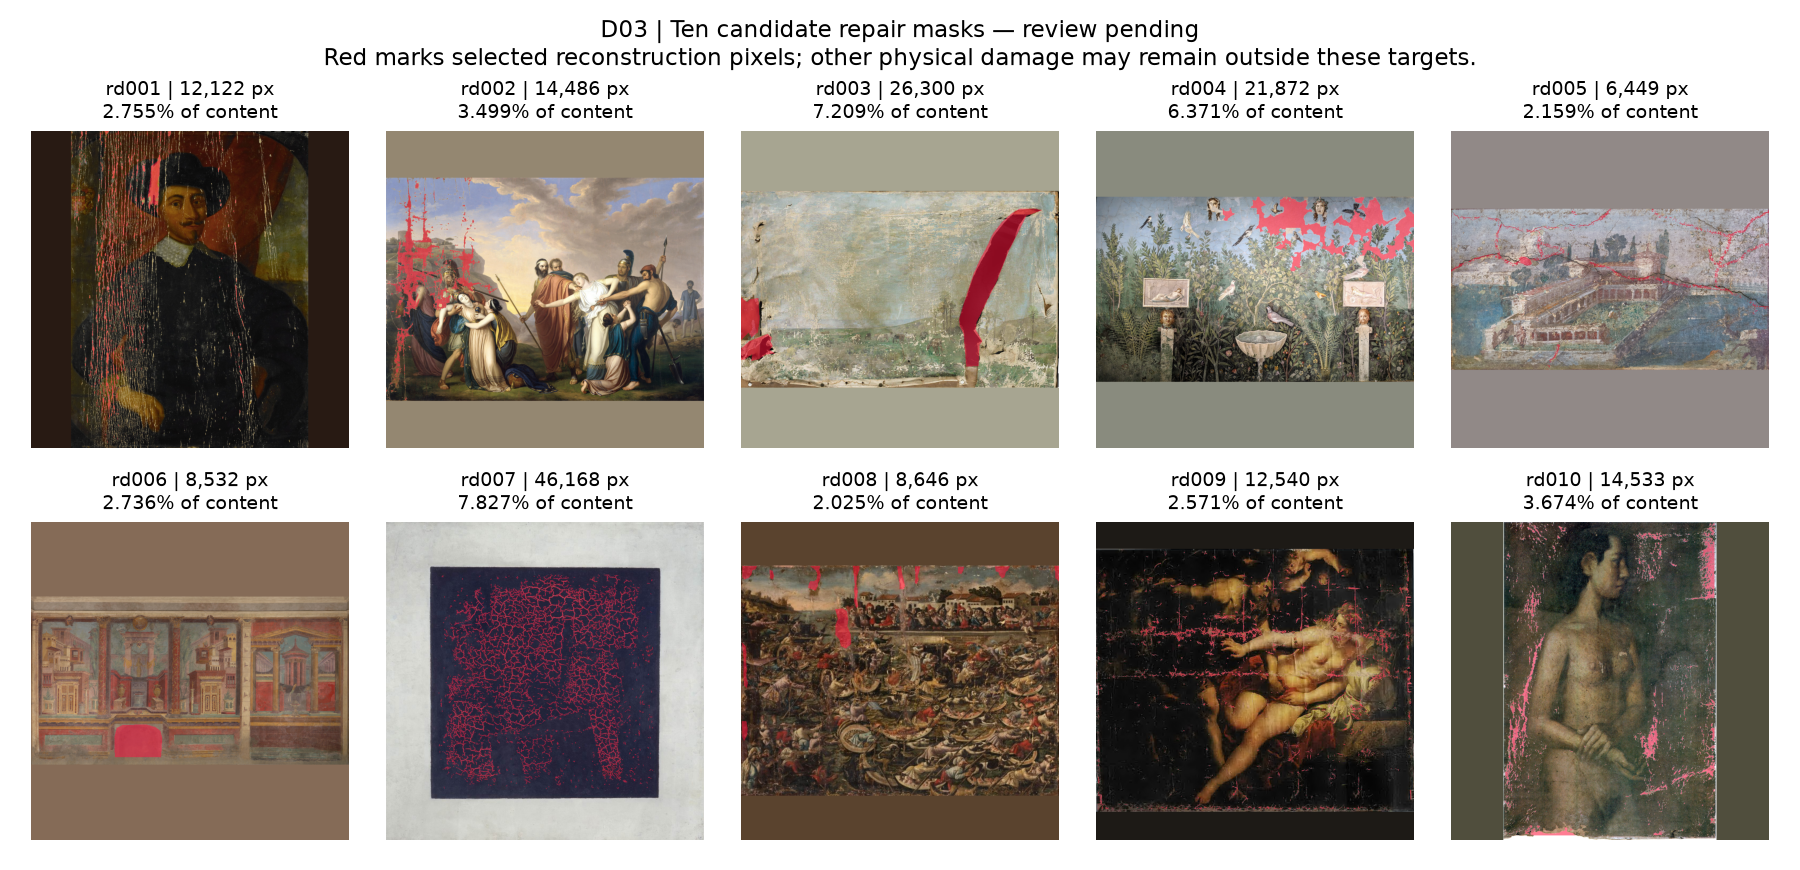 D03 | Ten candidate repair masks — review pending
Red marks selected reconstruction pixels; other physical damage may remain outside these targets.
rd001 | 12,122 px
2.755% of content
rd002 | 14,486 px
3.499% of content
rd003 | 26,300 px
7.209% of content
rd004 | 21,872 px
6.371% of content
rd005 | 6,449 px
2.159% of content
rd006 | 8,532 px
2.736% of content
rd007 | 46,168 px
7.827% of content
rd008 | 8,646 px
2.025% of content
rd009 | 12,540 px
2.571% of content
rd010 | 14,533 px
3.674% of content